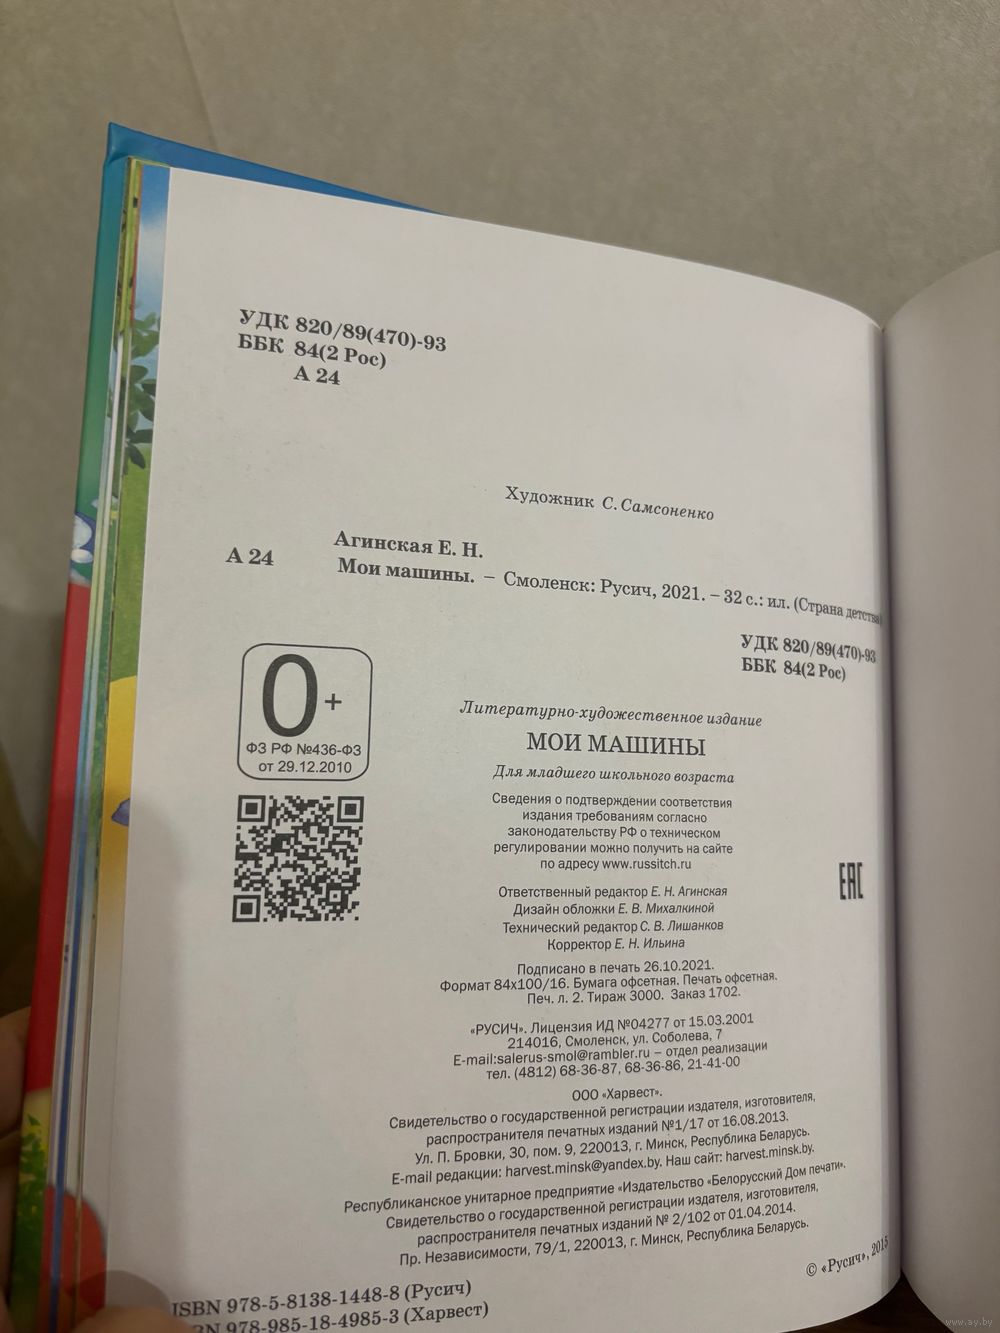 УДК 820/89(470)-93
ББК 84(2 Рос)
А 24
Художник С. Самсоненко
Агинская Е. Н.
А 24 Мои машины. – Смоленск: Русич, 2021. – 32 с.: ил. (Страна детства)
УДК 820/89(470)-93
ББК 84(2 Рос)
0+
ФЗ РФ №436-ФЗ
от 29.12.2010
Литературно-художественное издание
МОИ МАШИНЫ
Для младшего школьного возраста
Сведения о подтверждении соответствия
издания требованиям согласно
законодательству РФ о техническом
регулировании можно получить на сайте
по адресу www.russitch.ru
EAC
Ответственный редактор Е. Н. Агинская
Дизайн обложки Е. В. Михалкиной
Технический редактор С. В. Лишанков
Корректор Е. Н. Ильина
Подписано в печать 26.10.2021.
Формат 84х100/16. Бумага офсетная. Печать офсетная.
Печ. л. 2. Тираж 3000. Заказ 1702.
«РУСИЧ». Лицензия ИД №04277 от 15.03.2001
214016, Смоленск, ул. Соболева, 7
E-mail:salerus-smol@rambler.ru – отдел реализации
тел. (4812) 68-36-87, 68-36-86, 21-41-00
ООО «Харвест».
Свидетельство о государственной регистрации издателя, изготовителя,
распространителя печатных изданий №1/17 от 16.08.2013.
Ул. П. Бровки, 30, пом. 9, 220013, г. Минск, Республика Беларусь.
E-mail редакции: harvest.minsk@yandex.by. Наш сайт: harvest.minsk.by.
Республиканское унитарное предприятие «Издательство «Белорусский Дом печати».
Свидетельство о государственной регистрации издателя, изготовителя,
распространителя печатных изданий № 2/102 от 01.04.2014.
Пр. Независимости, 79/1, 220013, г. Минск, Республика Беларусь.
© «Русич», 2015
ISBN 978-5-8138-1448-8 (Русич)
ISBN 978-985-18-4985-3 (Харвест)
www.ay.by